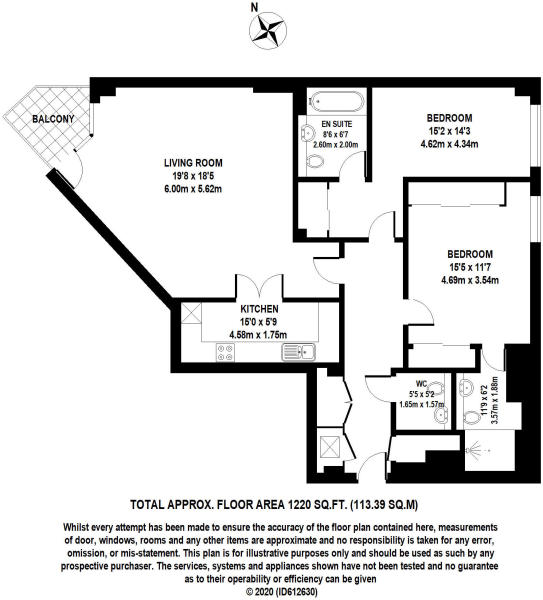 N
BALCONY
LIVING ROOM
19'8 x 18'5
6.00m x 5.62m
EN SUITE
8'6 x 6'7
2.60m x 2.00m
BEDROOM
15'2 x 14'3
4.62m x 4.34m
BEDROOM
15'5 x 11'7
4.69m x 3.54m
KITCHEN
15'0 x 5'9
4.58m x 1.75m
WC
5'5 x 5'2
1.65m x 1.57m
11'9 x 6'2
3.57m x 1.88m
TOTAL APPROX. FLOOR AREA 1220 SQ.FT. (113.39 SQ.M)
Whilst every attempt has been made to ensure the accuracy of the floor plan contained here, measurements
of door, windows, rooms and any other items are approximate and no responsibility is taken for any error,
omission, or mis-statement. This plan is for illustrative purposes only and should be used as such by any
prospective purchaser. The services, systems and appliances shown have not been tested and no guarantee
as to their operability or efficiency can be given
© 2020 (ID612630)